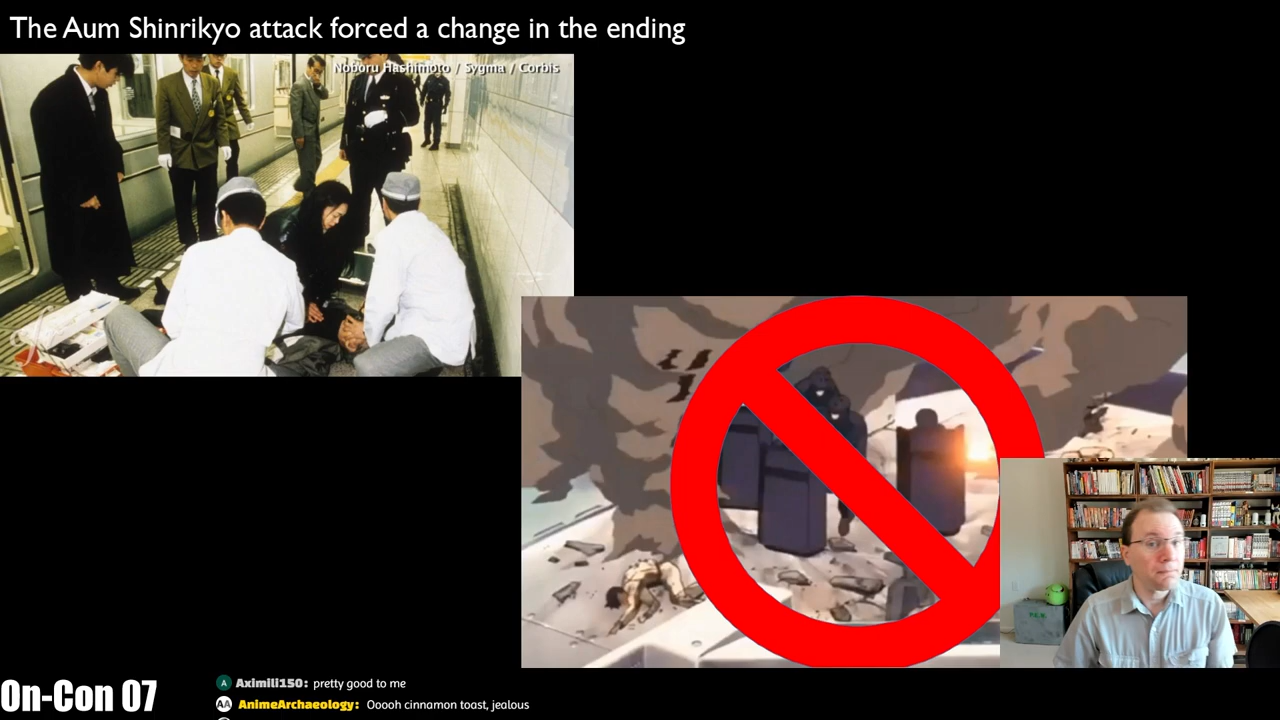 The Aum Shinrikyo attack forced a change in the ending
Noboru Hashimoto / Sygma / Corbis
On-Con 07
A Aximili150: pretty good to me
AA AnimeArchaeology: Ooooh cinnamon toast, jealous